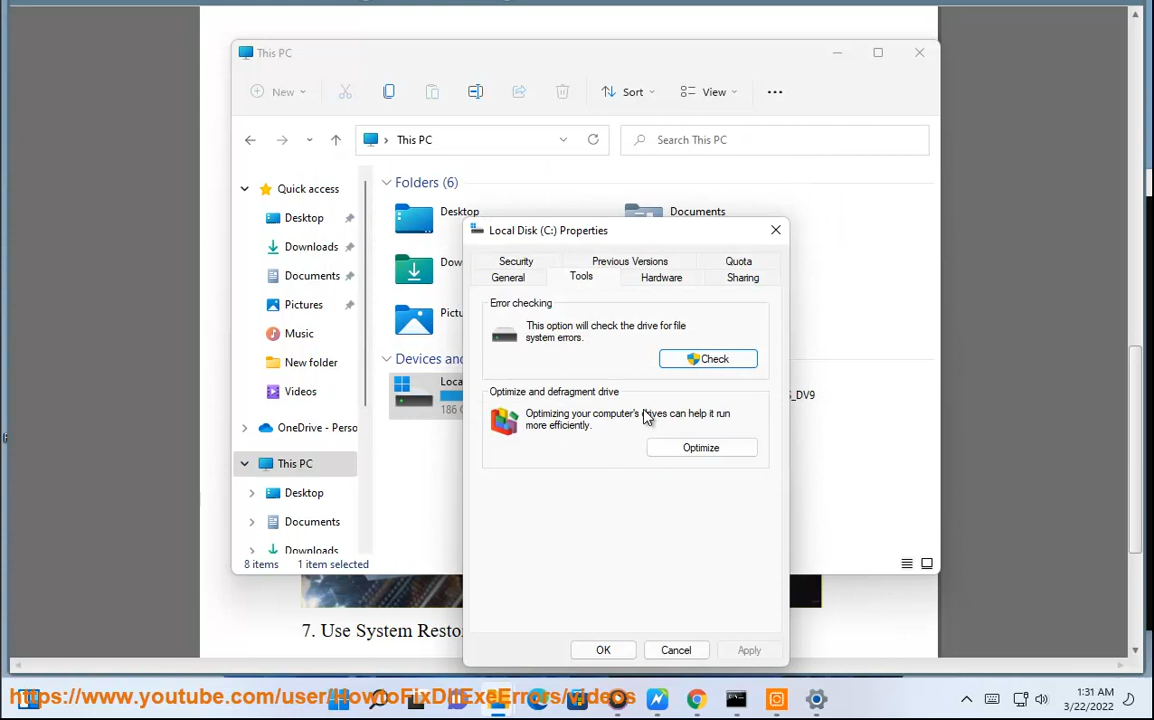 This PC
New
Sort
View
This PC
Search This PC
Quick access
Desktop
Downloads
Documents
Pictures
Music
New folder
Videos
OneDrive - Perso
This PC
Desktop
Documents
Downloads
Folders (6)
Desktop
Documents
Dow
Pictu
Devices and
Loca
186 G
S_DV9
8 items
1 item selected
Local Disk (C:) Properties
Security
Previous Versions
Quota
General
Tools
Hardware
Sharing
Error checking
This option will check the drive for file
system errors.
Check
Optimize and defragment drive
Optimizing your computer's drives can help it run
more efficiently.
Optimize
OK
Cancel
Apply
7. Use System Resto
https://www.youtube.com/user/HowtoFixDllExeErrors/videos
1:31 AM
3/22/2022